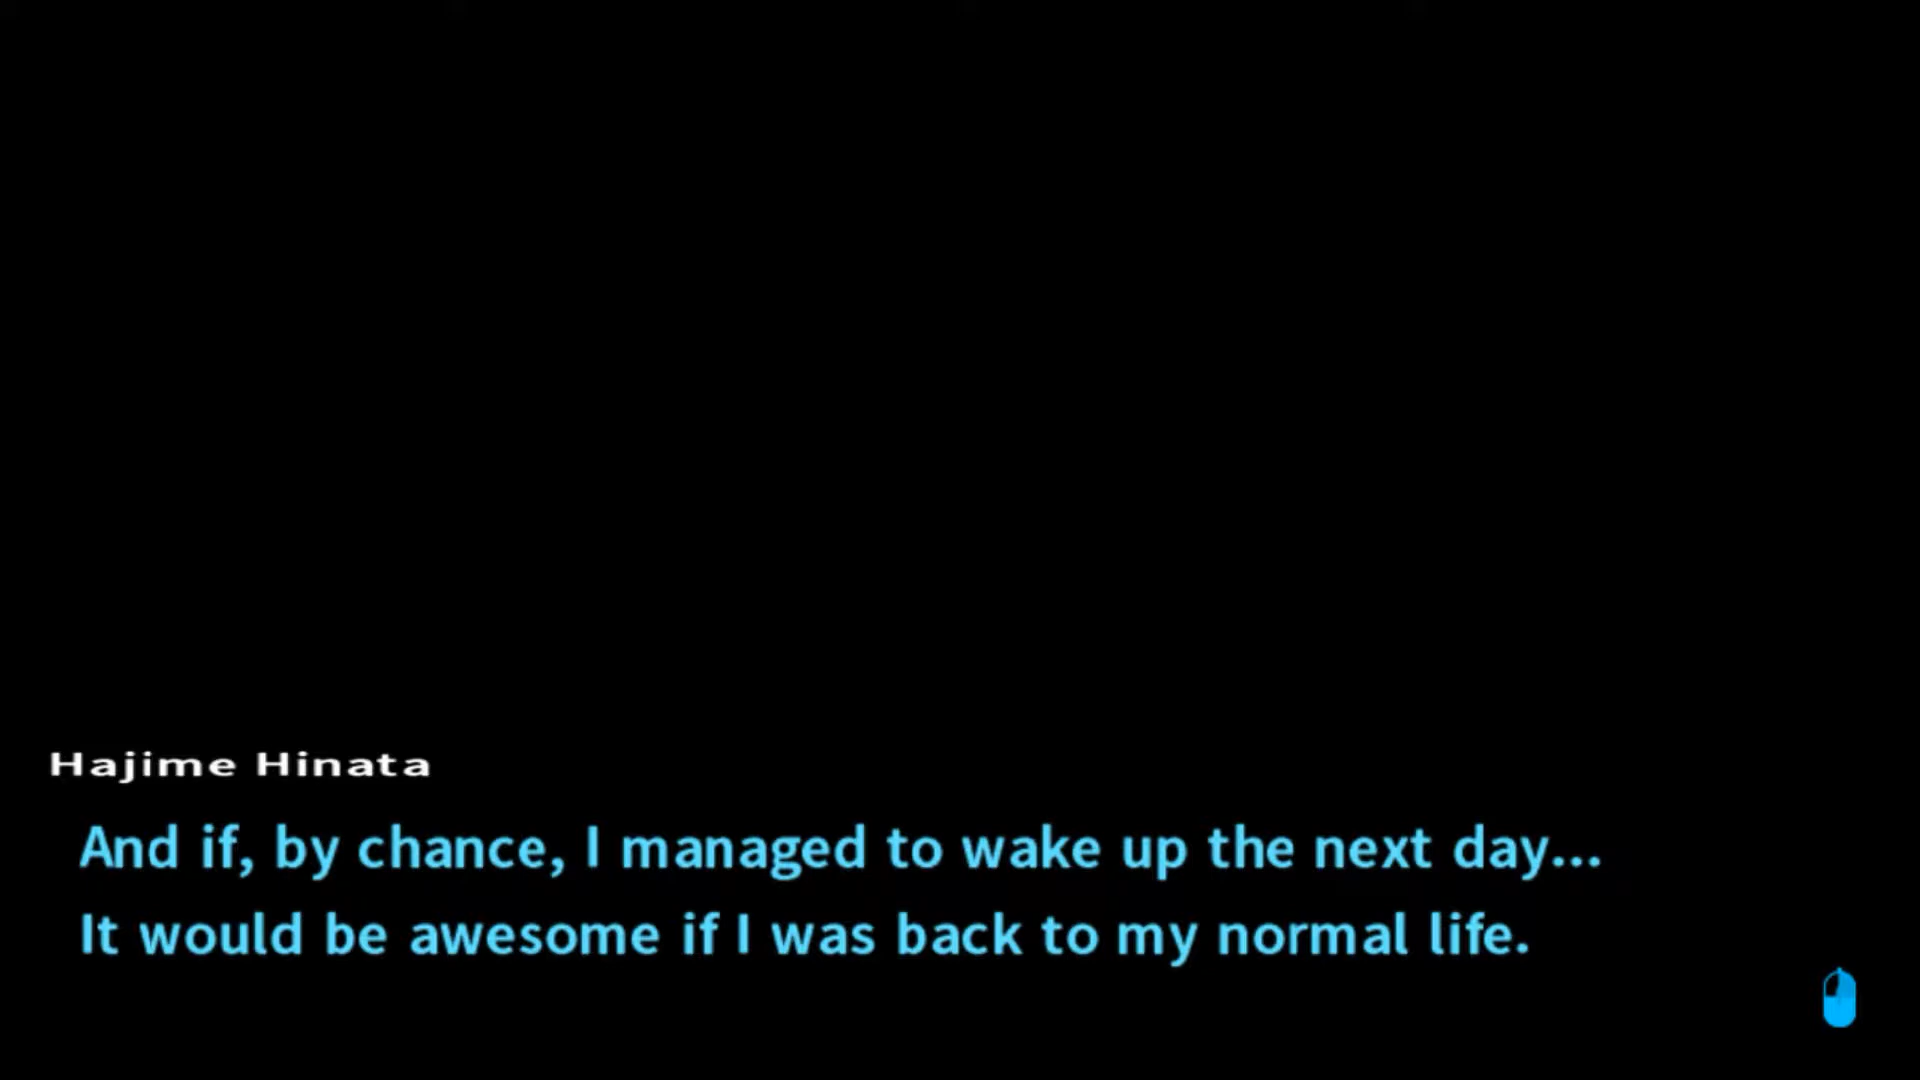 Hajime Hinata
And if, by chance, I managed to wake up the next day...
It would be awesome if I was back to my normal life.